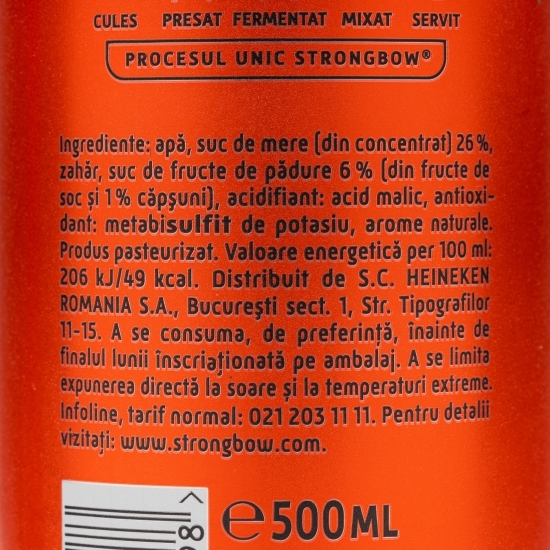 CULES PRESAT FERMENTAT MIXAT SERVIT
PROCESUL UNIC STRONGBOW®
Ingrediente: apă, suc de mere (din concentrat) 26%,
zahăr, suc de fructe de pădure 6% (din fructe de
soc și 1% căpșuni), acidifiant: acid malic, antioxi-
dant: metabisulfit de potasiu, arome naturale.
Produs pasteurizat. Valoare energetică per 100 ml:
206 kJ/49 kcal. Distribuit de S.C. HEINEKEN
ROMANIA S.A., București sect. 1, Str. Tipografilor
11-15. A se consuma, de preferință, înainte de
finalul lunii înscriaționată pe ambalaj. A se limita
expunerea directă la soare și la temperaturi extreme.
Infoline, tarif normal: 021 203 11 11. Pentru detalii
vizitați: www.strongbow.com.
℮500ML